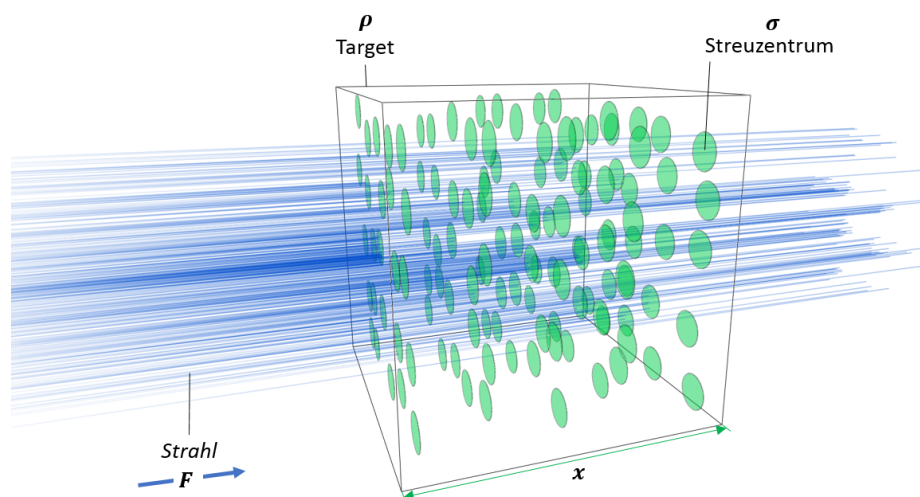 ρ
Target
σ
Streuzentrum
Strahl
F
x